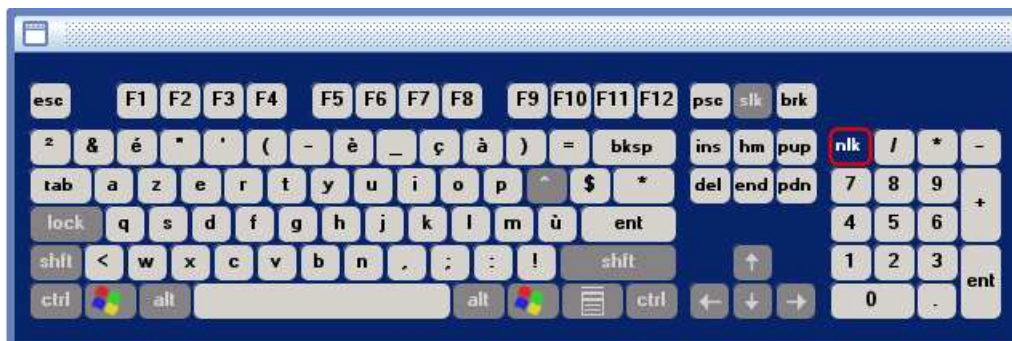 esc F1 F2 F3 F4 F5 F6 F7 F8 F9 F10 F11 F12 psc slk brk
² & é " ' ( - è _ ç à ) = bksp ins hm pup nlk / * -
tab a z e r t y u i o p ^ $ * del end pdn 7 8 9 +
lock q s d f g h j k l m ù ent 4 5 6
shft < w x c v b n , ; : ! shft ↑ 1 2 3 ent
ctrl alt alt ctrl ← ↓ → 0 .